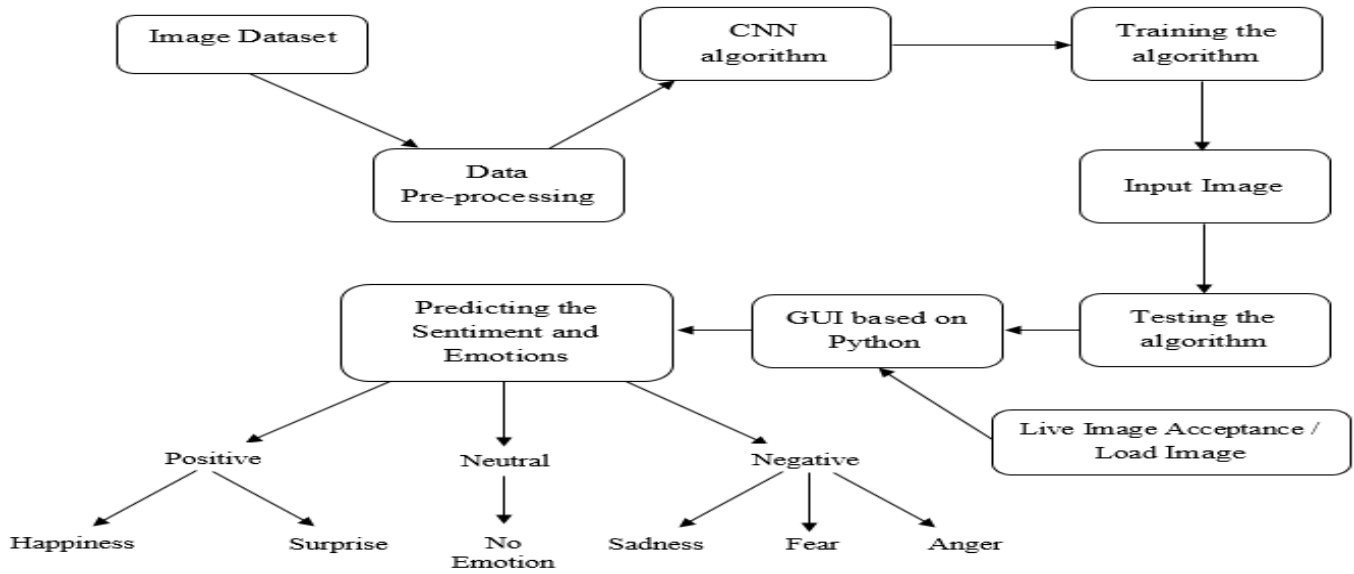 Image Dataset
CNN
algorithm
Training the
algorithm
Data
Pre-processing
Input Image
Predicting the
Sentiment and
Emotions
GUI based on
Python
Testing the
algorithm
Live Image Acceptance /
Load Image
Positive
Neutral
Negative
Happiness
Surprise
No
Emotion
Sadness
Fear
Anger